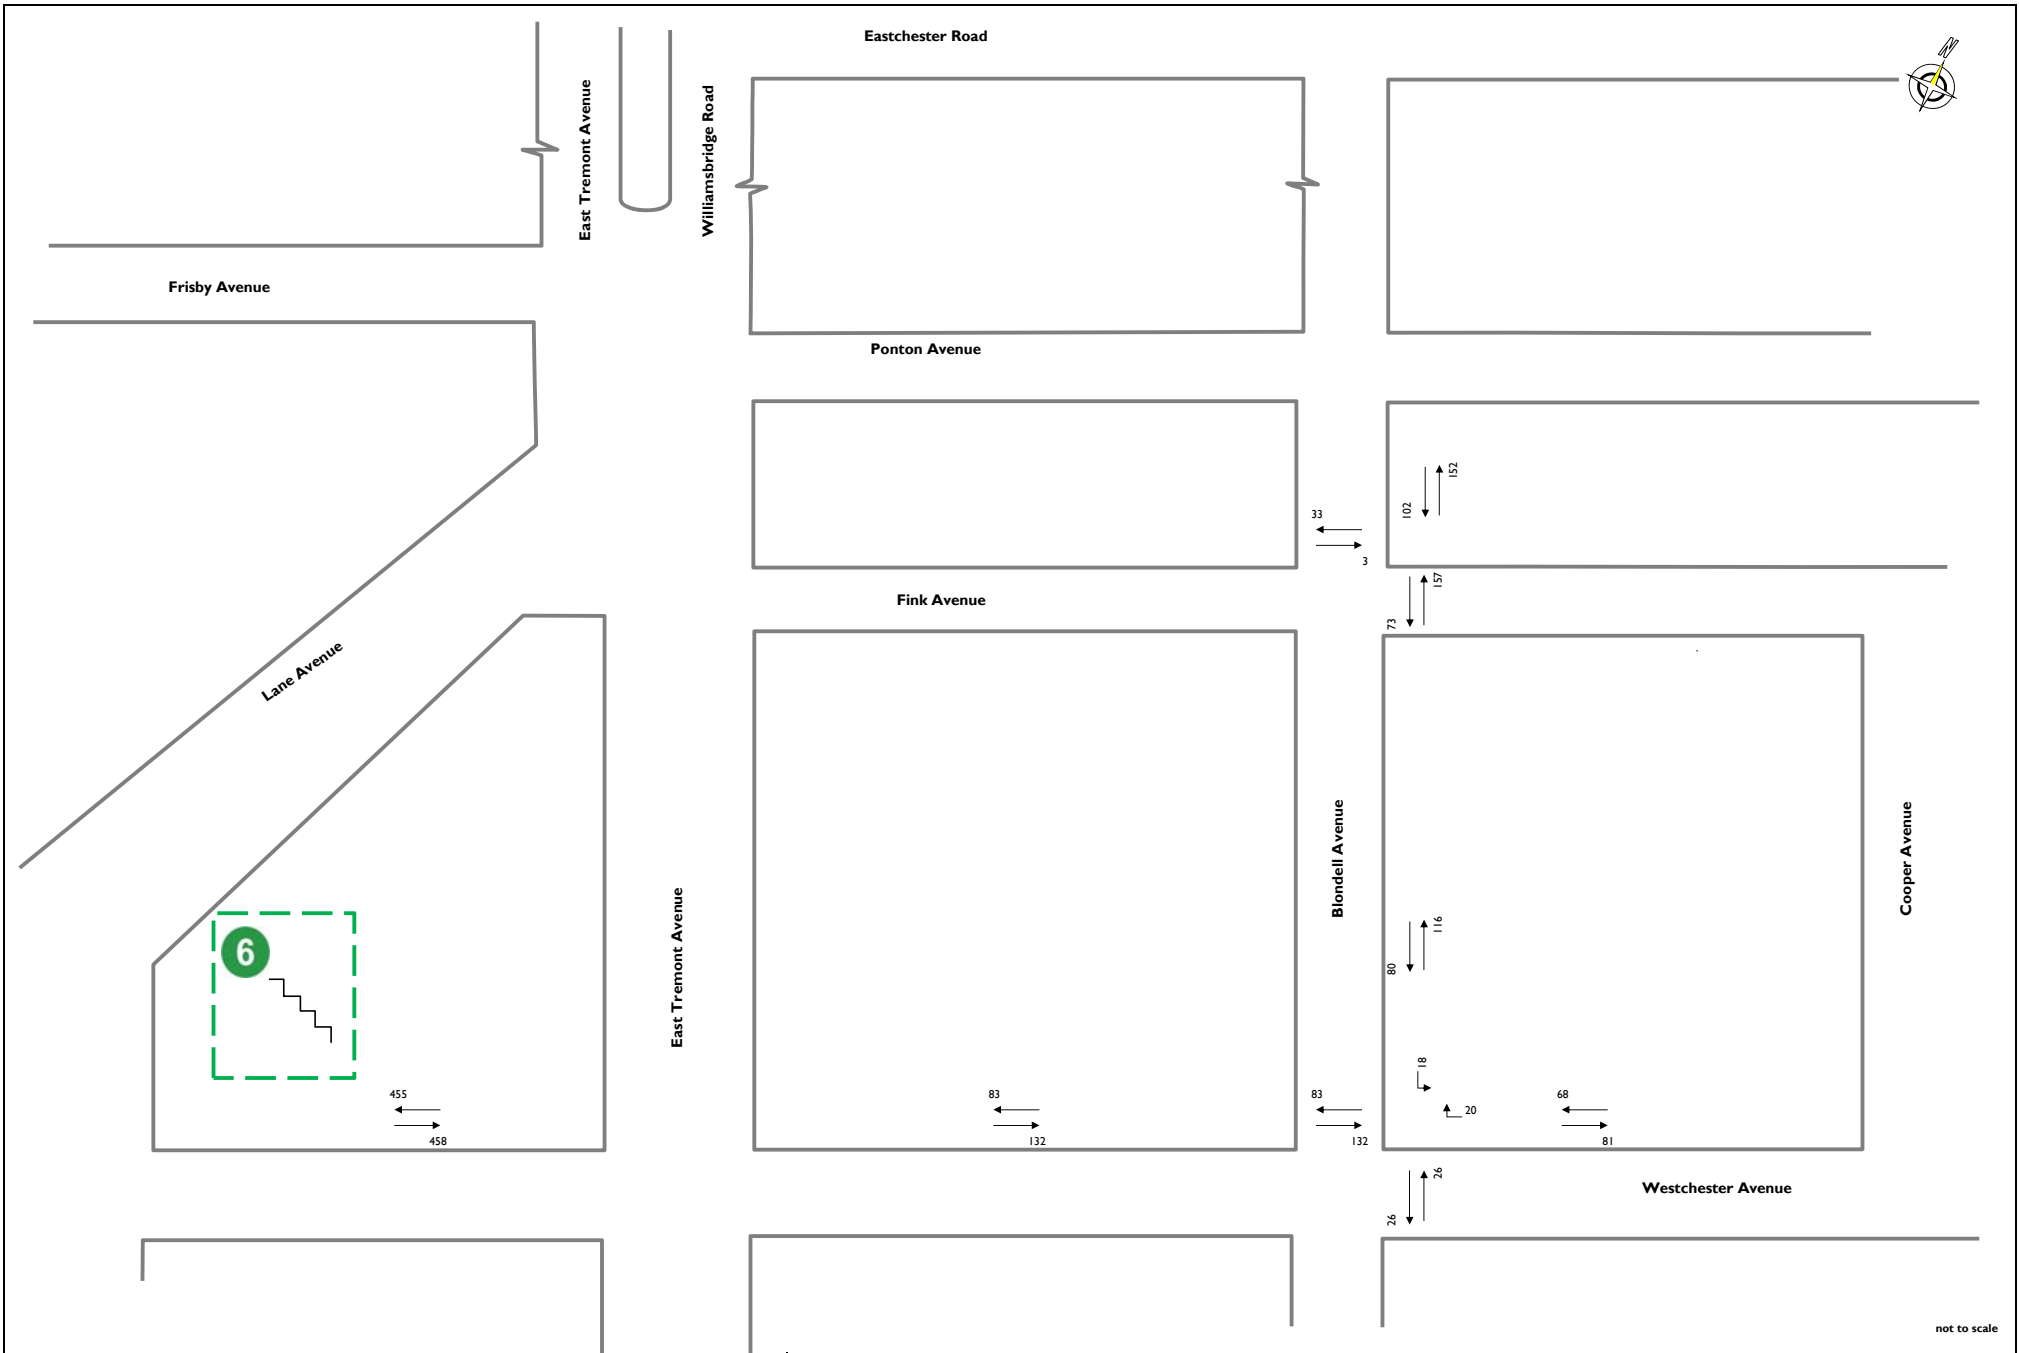 Eastchester Road
N
East Tremont Avenue
Williamsbridge Road
Frisby Avenue
Ponton Avenue
152
102
33
3
157
73
Fink Avenue
Lane Avenue
Blondell Avenue
Cooper Avenue
East Tremont Avenue
6
116
80
18
20
455
458
83
132
83
132
68
81
26
26
Westchester Avenue
not to scale